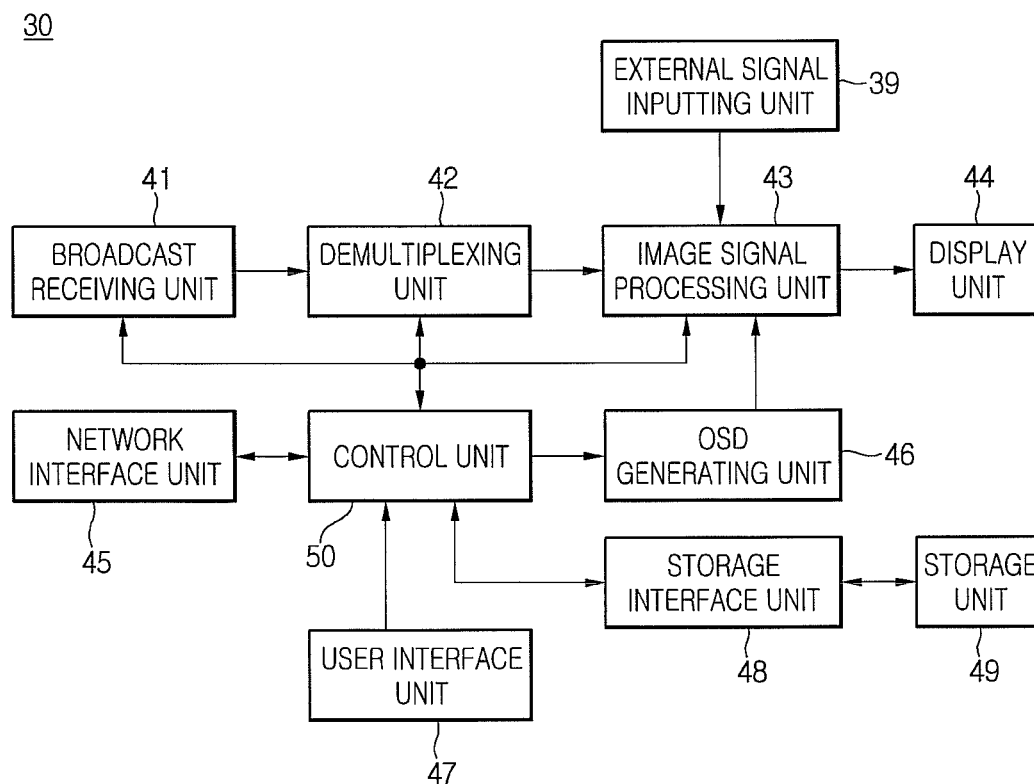 30
EXTERNAL SIGNAL
INPUTTING UNIT
39
41
42
43
44
BROADCAST
RECEIVING UNIT
DEMULTIPLEXING
UNIT
IMAGE SIGNAL
PROCESSING UNIT
DISPLAY
UNIT
NETWORK
INTERFACE UNIT
CONTROL UNIT
OSD
GENERATING UNIT
46
45
50
STORAGE
INTERFACE UNIT
STORAGE
UNIT
USER INTERFACE
UNIT
48
49
47